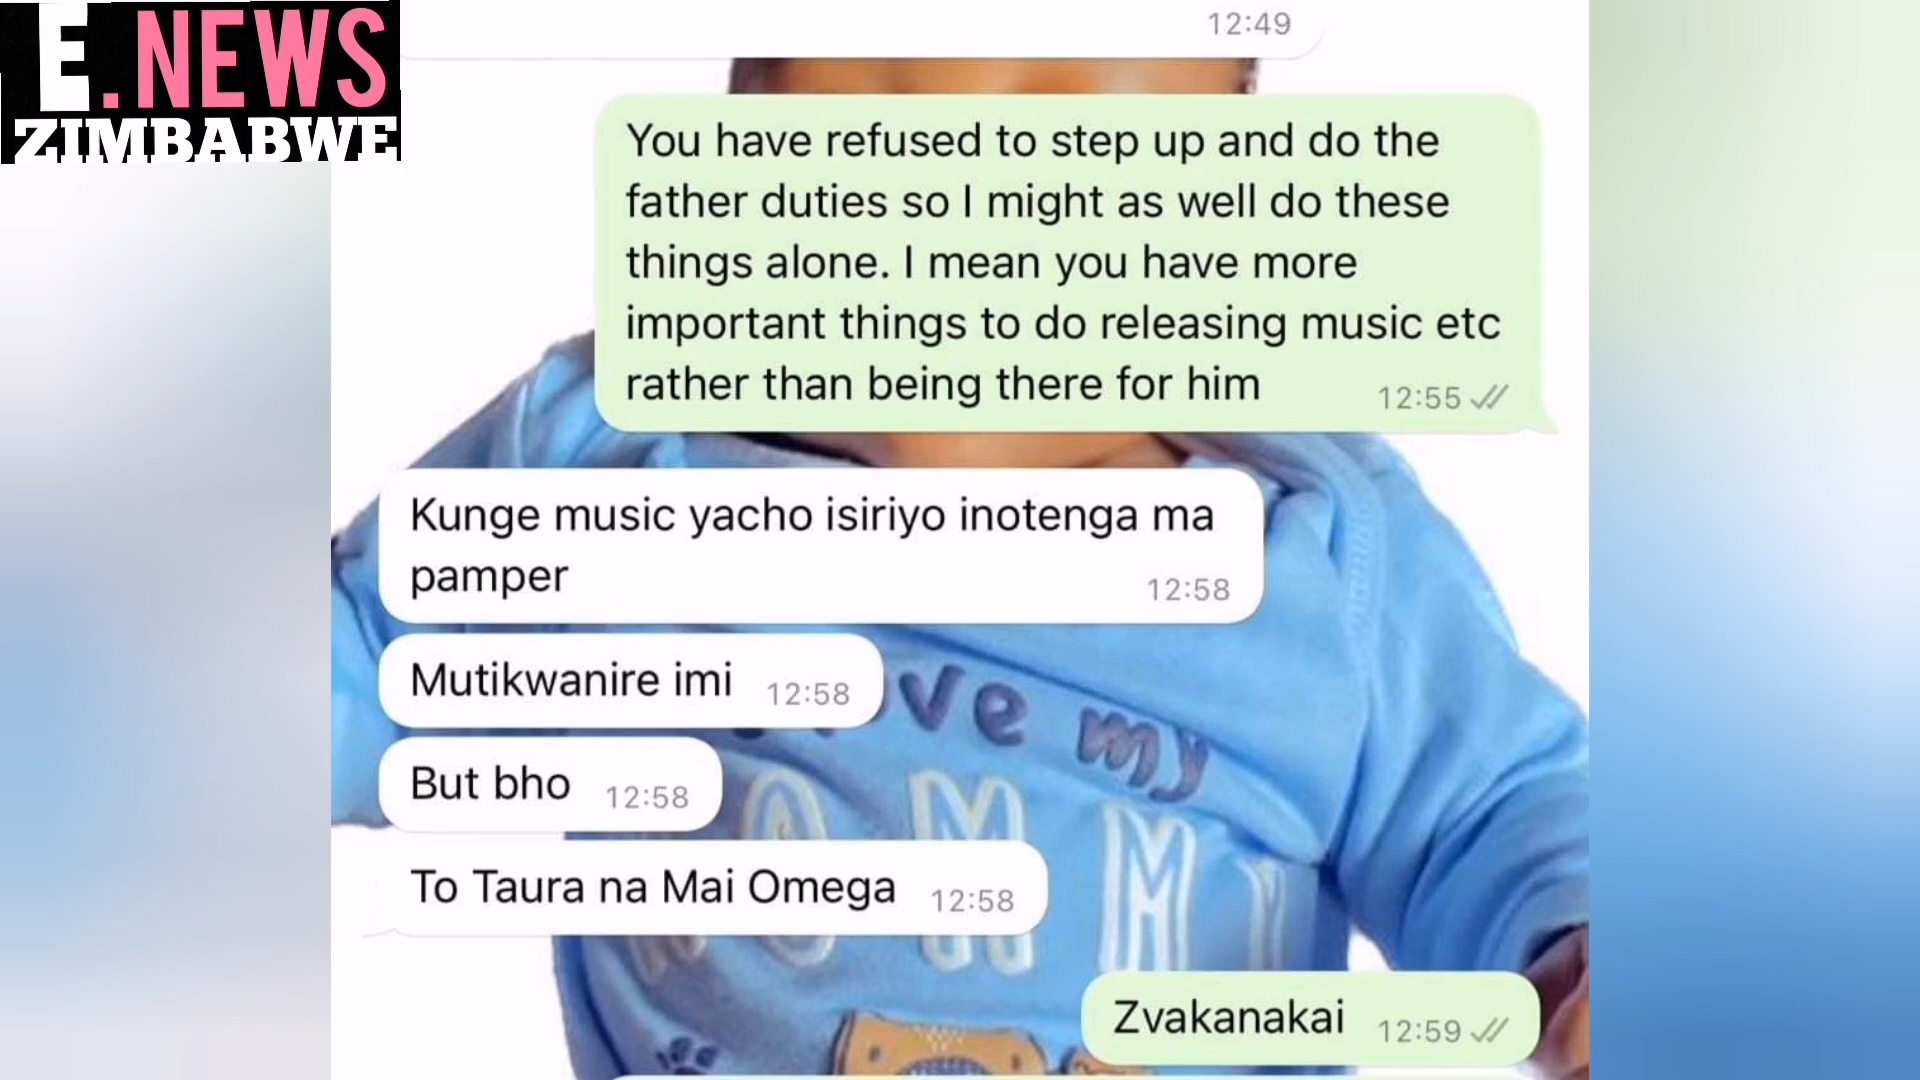 E.NEWS
ZIMBABWE
12:49
You have refused to step up and do the
father duties so I might as well do these
things alone. I mean you have more
important things to do releasing music etc
rather than being there for him
12:55
Kunge music yacho isiriyo inotenga ma
pamper
12:58
Mutikwanire imi 12:58
ve my
But bho 12:58
OMMY
To Taura na Mai Omega 12:58
Zvakanakai 12:59